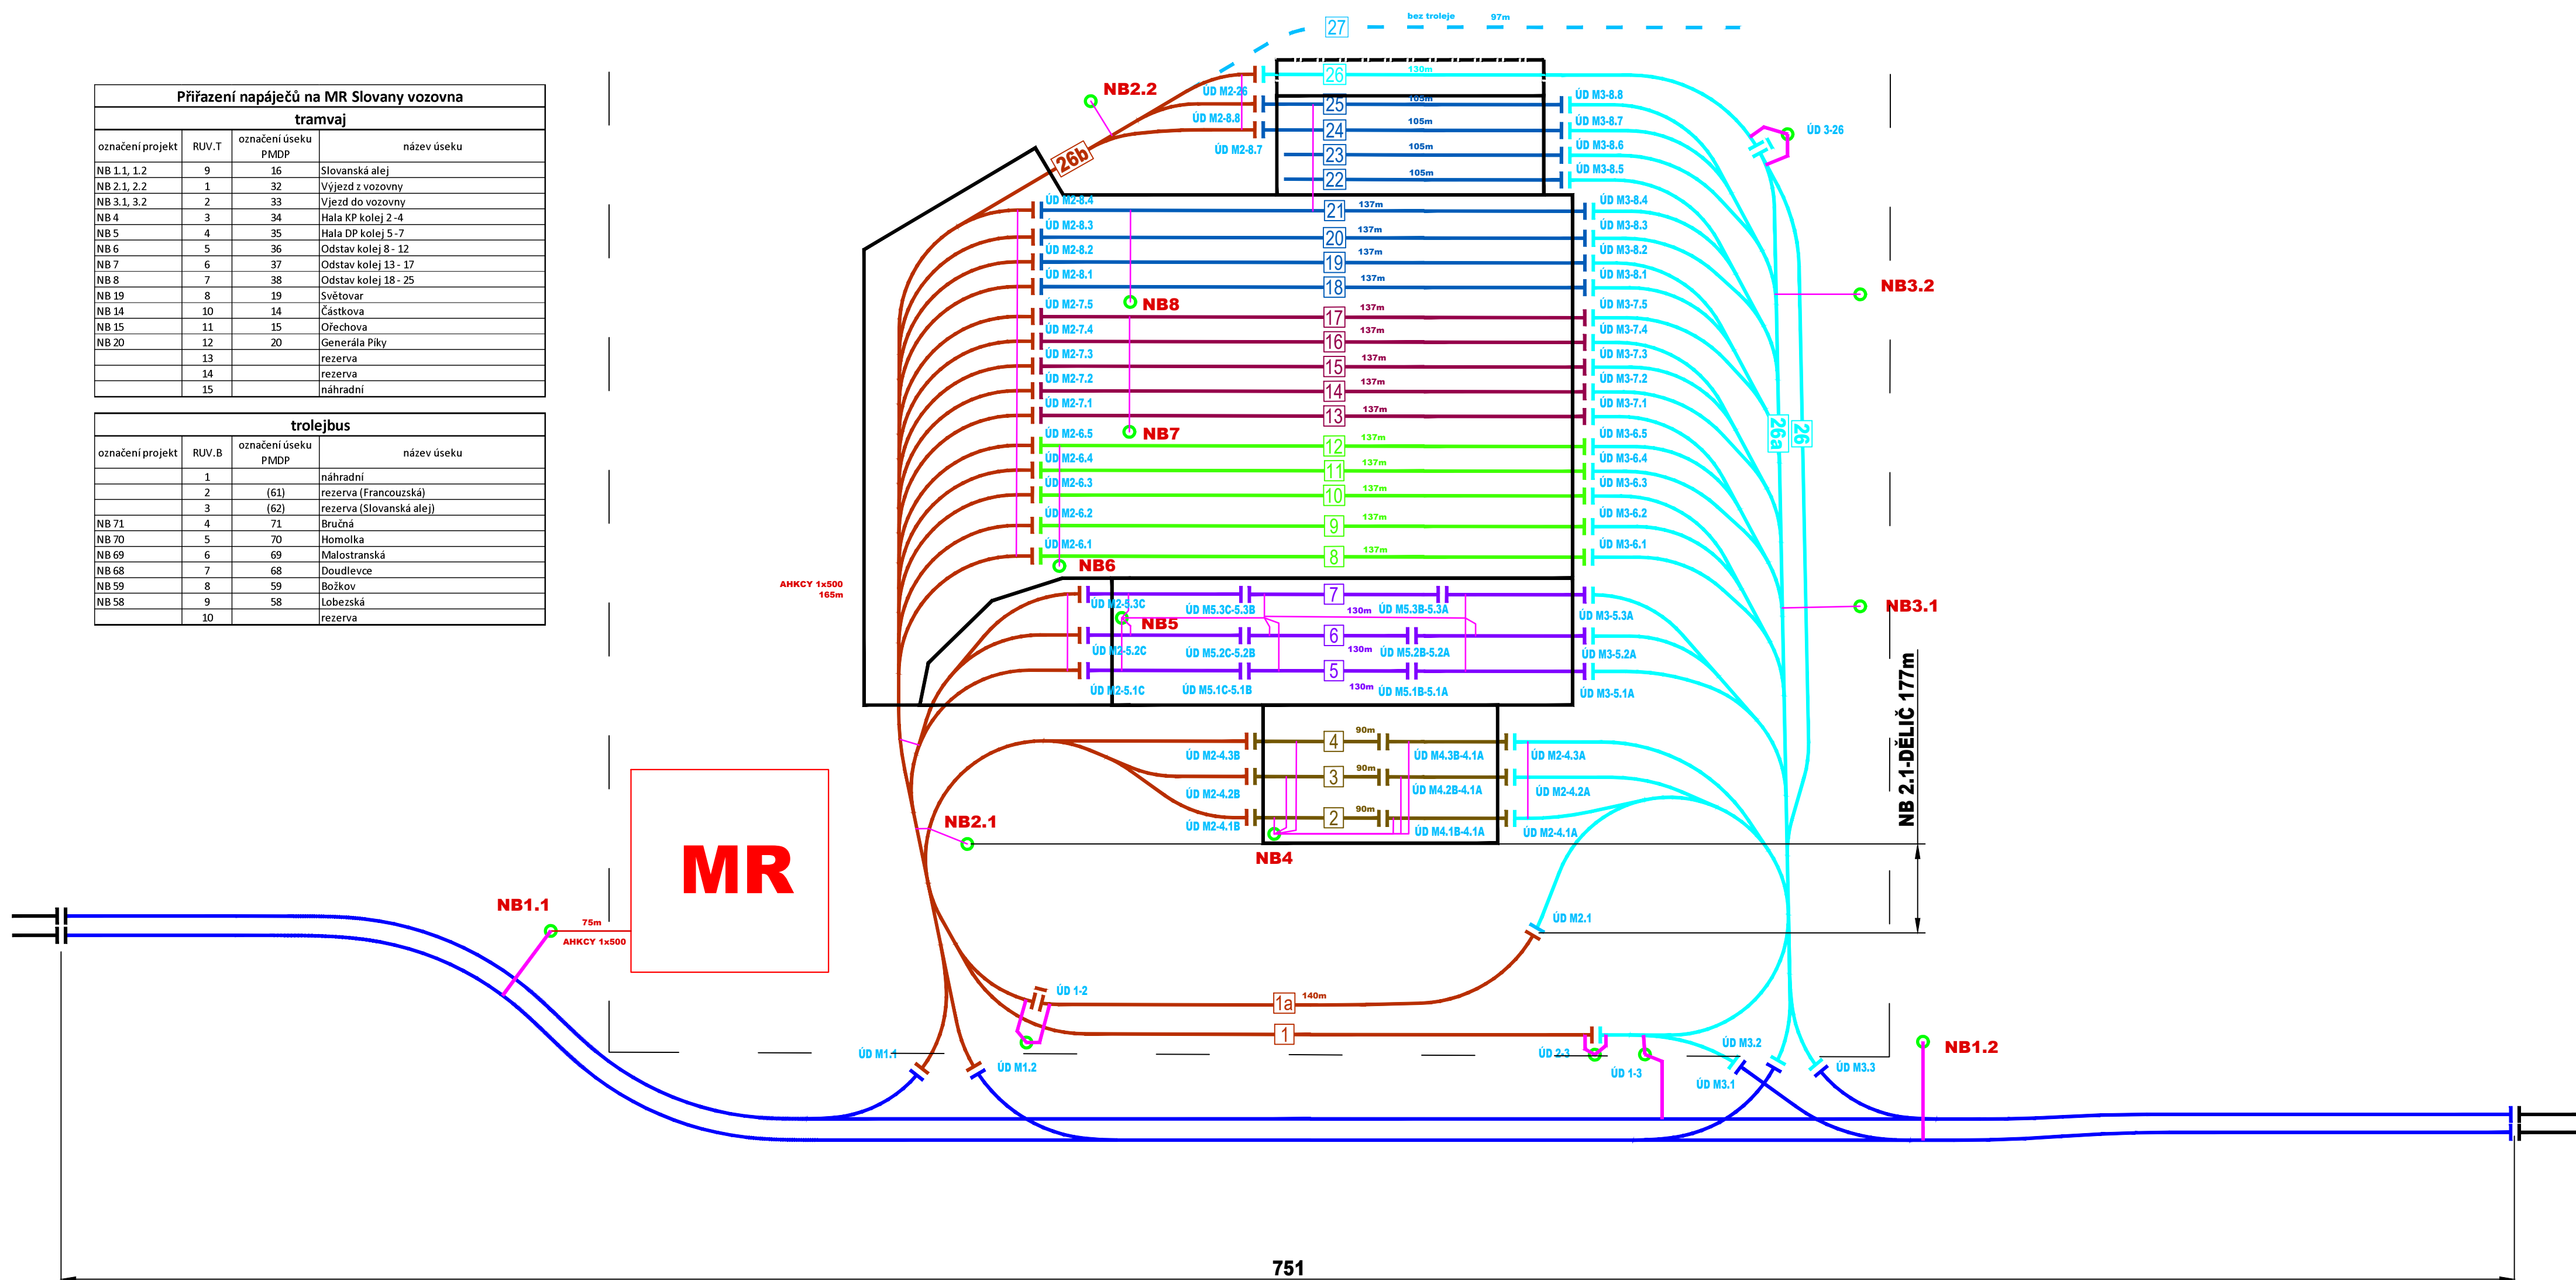 Přiřazení napáječů na MR Slovany vozovna
tramvaj
označení projekt RUV.T označení úseku PMDP název úseku
NB 1.1, 1.2 9 16 Slovanská alej
NB 2.1, 2.2 1 32 Výjezd z vozovny
NB 3.1, 3.2 2 33 Vjezd do vozovny
NB 4 3 34 Hala KP kolej 2 -4
NB 5 4 35 Hala DP kolej 5 -7
NB 6 5 36 Odstav kolej 8 - 12
NB 7 6 37 Odstav kolej 13 - 17
NB 8 7 38 Odstav kolej 18 - 25
NB 19 8 19 Světovar
NB 14 10 14 Částkova
NB 15 11 15 Ořechova
NB 20 12 20 Generála Píky
13 rezerva
14 rezerva
15 náhradní
trolejbus
označení projekt RUV.B označení úseku PMDP název úseku
1 náhradní
2 (61) rezerva (Francouzská)
3 (62) rezerva (Slovanská alej)
NB 71 4 71 Bručná
NB 70 5 70 Homolka
NB 69 6 69 Malostranská
NB 68 7 68 Doudlevce
NB 59 8 59 Božkov
NB 58 9 58 Lobezská
10 rezerva
27 bez troleje 97m
26 130m
NB2.2 ÚD M2-26 25 105m ÚD M3-8.8
ÚD M2-8.8 24 105m ÚD M3-8.7
ÚD 3-26
ÚD M2-8.7 23 105m ÚD M3-8.6
26b
22 105m ÚD M3-8.5
ÚD M2-8.4 21 137m ÚD M3-8.4
ÚD M2-8.3 20 137m ÚD M3-8.3
ÚD M2-8.2 19 137m ÚD M3-8.2
ÚD M2-8.1 18 137m ÚD M3-8.1
NB3.2
NB8
ÚD M2-7.5 17 137m ÚD M3-7.5
ÚD M2-7.4 16 137m ÚD M3-7.4
ÚD M2-7.3 15 137m ÚD M3-7.3
ÚD M2-7.2 14 137m ÚD M3-7.2
ÚD M2-7.1 13 137m ÚD M3-7.1
NB7
26a 26
ÚD M2-6.5 12 137m ÚD M3-6.5
ÚD M2-6.4 11 137m ÚD M3-6.4
ÚD M2-6.3 10 137m ÚD M3-6.3
ÚD M2-6.2 9 137m ÚD M3-6.2
ÚD M2-6.1 8 137m ÚD M3-6.1
NB6
AHKCY 1x500
165m
7
ÚD M2-5.3C ÚD M5.3C-5.3B 130m ÚD M5.3B-5.3A ÚD M3-5.3A
NB3.1
NB5
6
ÚD M2-5.2C ÚD M5.2C-5.2B 130m ÚD M5.2B-5.2A ÚD M3-5.2A
5
ÚD M2-5.1C ÚD M5.1C-5.1B 130m ÚD M5.1B-5.1A ÚD M3-5.1A
NB 2.1-DĚLIČ 177m
4 90m
ÚD M2-4.3B ÚD M4.3B-4.1A ÚD M2-4.3A
3 90m
ÚD M2-4.2B ÚD M4.2B-4.1A ÚD M2-4.2A
2 90m
ÚD M2-4.1B ÚD M4.1B-4.1A ÚD M2-4.1A
NB2.1
NB4
MR
NB1.1
75m
AHKCY 1x500
ÚD M2.1
ÚD 1-2
1a 140m
1
ÚD M1.1
ÚD M1.2
ÚD 2-3
ÚD 1-3
ÚD M3.2
ÚD M3.1
ÚD M3.3
NB1.2
751